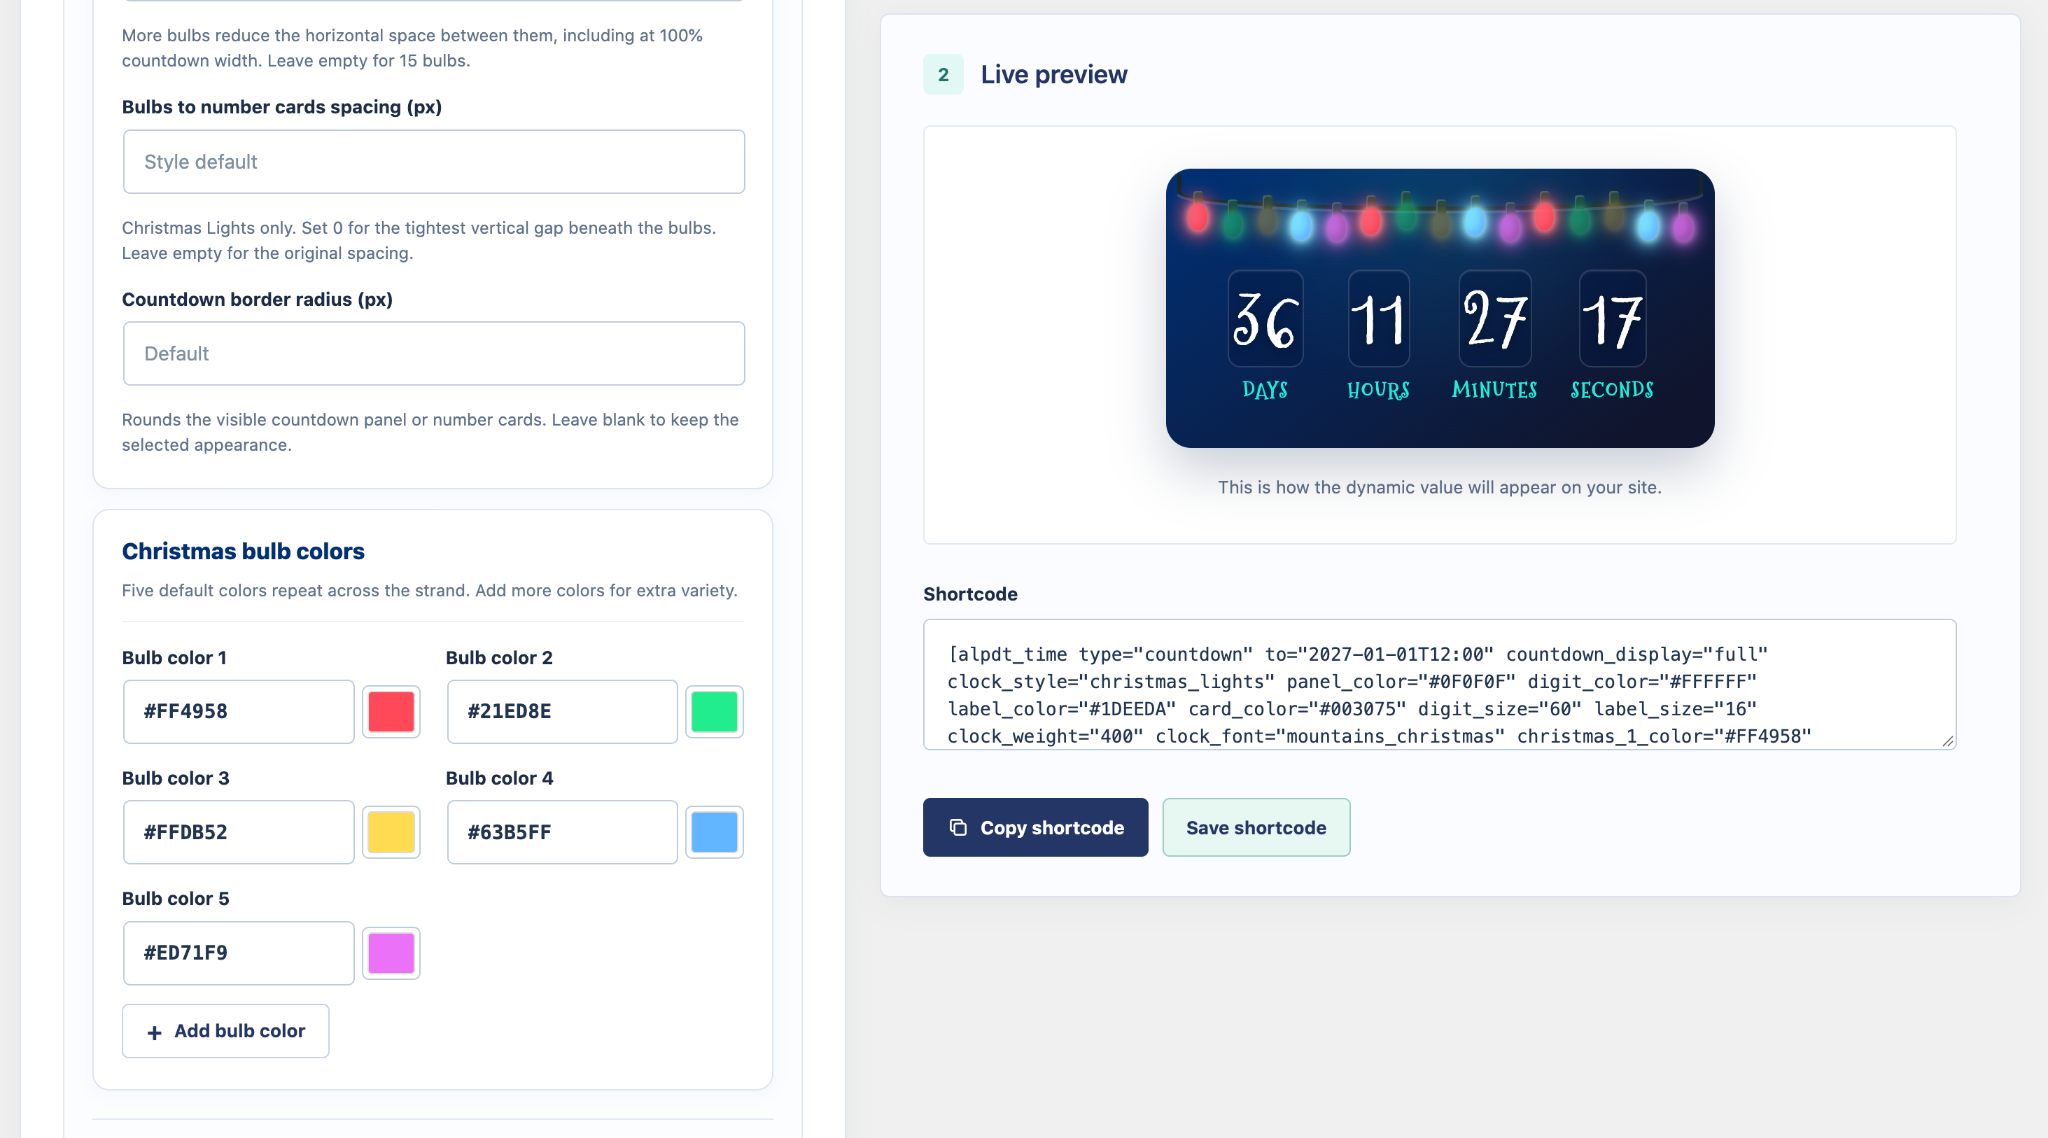 More bulbs reduce the horizontal space between them, including at 100%
countdown width. Leave empty for 15 bulbs.
Bulbs to number cards spacing (px)
Style default
Christmas Lights only. Set 0 for the tightest vertical gap beneath the bulbs.
Leave empty for the original spacing.
Countdown border radius (px)
Default
Rounds the visible countdown panel or number cards. Leave blank to keep the
selected appearance.
Christmas bulb colors
Five default colors repeat across the strand. Add more colors for extra variety.
Bulb color 1
#FF4958
Bulb color 2
#21ED8E
Bulb color 3
#FFDB52
Bulb color 4
#63B5FF
Bulb color 5
#ED71F9
+ Add bulb color
2 Live preview
36 11 27 17
DAYS HOURS MINUTES SECONDS
This is how the dynamic value will appear on your site.
Shortcode
[alpdt_time type="countdown" to="2027-01-01T12:00" countdown_display="full"
clock_style="christmas_lights" panel_color="#0F0F0F" digit_color="#FFFFFF"
label_color="#1DEEDA" card_color="#003075" digit_size="60" label_size="16"
clock_weight="400" clock_font="mountains_christmas" christmas_1_color="#FF4958"
Copy shortcode
Save shortcode